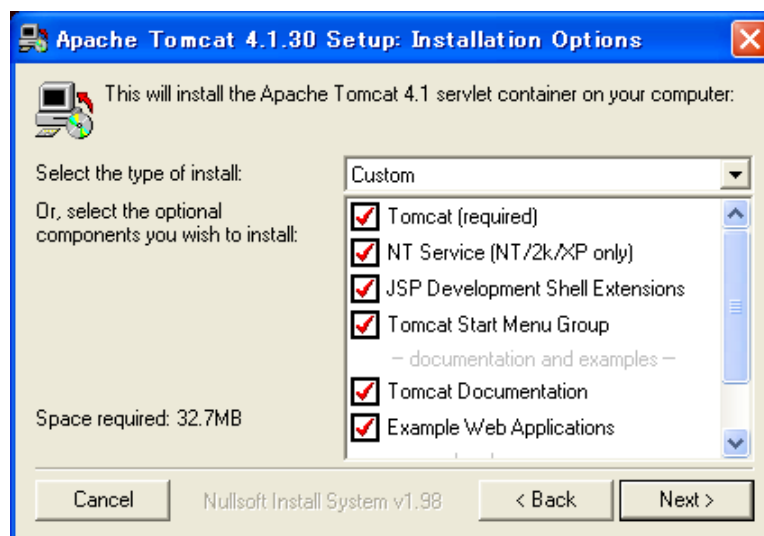 Apache Tomcat 4.1.30 Setup: Installation Options
This will install the Apache Tomcat 4.1 servlet container on your computer:
Select the type of install:
Custom
Or, select the optional
components you wish to install:
Tomcat (required)
NT Service (NT/2k/XP only)
JSP Development Shell Extensions
Tomcat Start Menu Group
– documentation and examples –
Tomcat Documentation
Example Web Applications
Space required: 32.7MB
Cancel
Nullsoft Install System v1.98
< Back
Next >